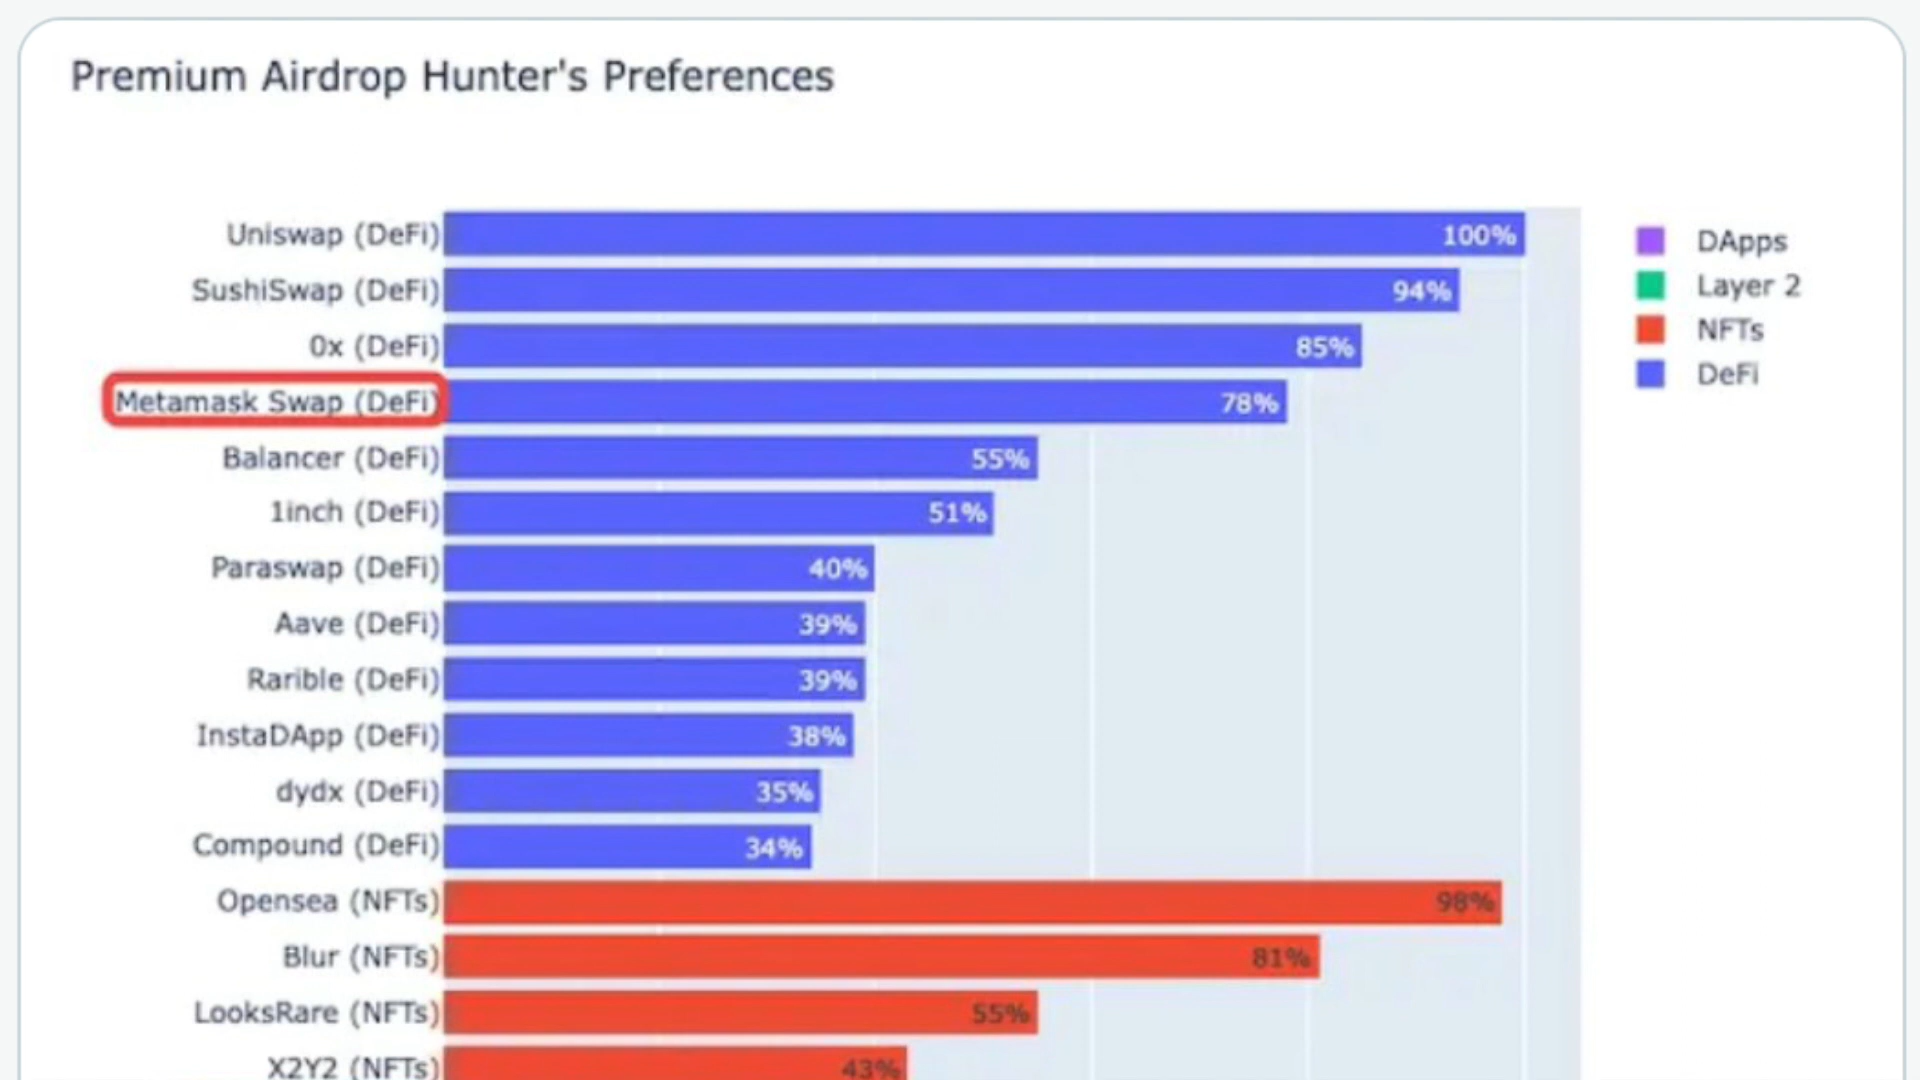 Premium Airdrop Hunter's Preferences
Uniswap (DeFi) 100%
SushiSwap (DeFi) 94%
0x (DeFi) 85%
Metamask Swap (DeFi) 78%
Balancer (DeFi) 55%
1inch (DeFi) 51%
Paraswap (DeFi) 40%
Aave (DeFi) 39%
Rarible (DeFi) 39%
InstaDApp (DeFi) 38%
dydx (DeFi) 35%
Compound (DeFi) 34%
Opensea (NFTs) 98%
Blur (NFTs) 81%
LooksRare (NFTs) 55%
X2Y2 (NFTs) 43%
DApps
Layer 2
NFTs
DeFi